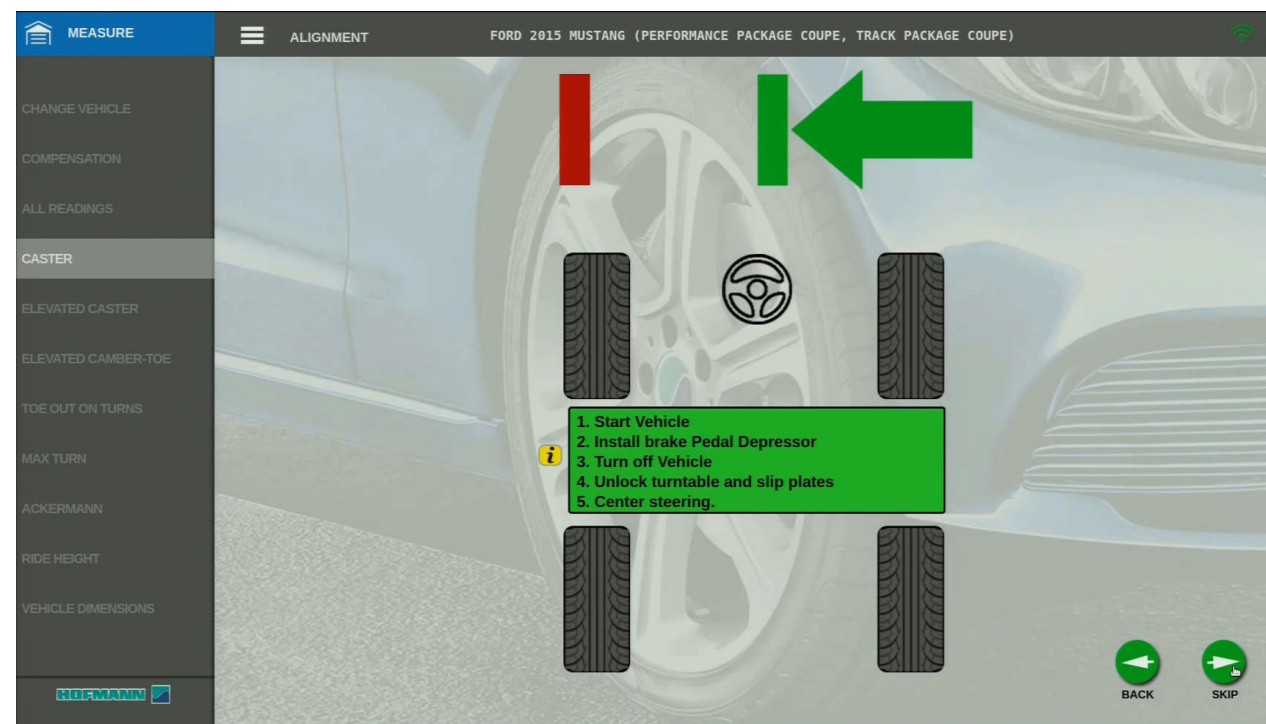 MEASURE
ALIGNMENT
FORD 2015 MUSTANG (PERFORMANCE PACKAGE COUPE, TRACK PACKAGE COUPE)
CHANGE VEHICLE
COMPENSATION
ALL READINGS
CASTER
ELEVATED CASTER
ELEVATED CAMBER-TOE
TOE OUT ON TURNS
MAX TURN
ACKERMANN
RIDE HEIGHT
VEHICLE DIMENSIONS
HOFMANN
i
1. Start Vehicle
2. Install brake Pedal Depressor
3. Turn off Vehicle
4. Unlock turntable and slip plates
5. Center steering.
BACK
SKIP